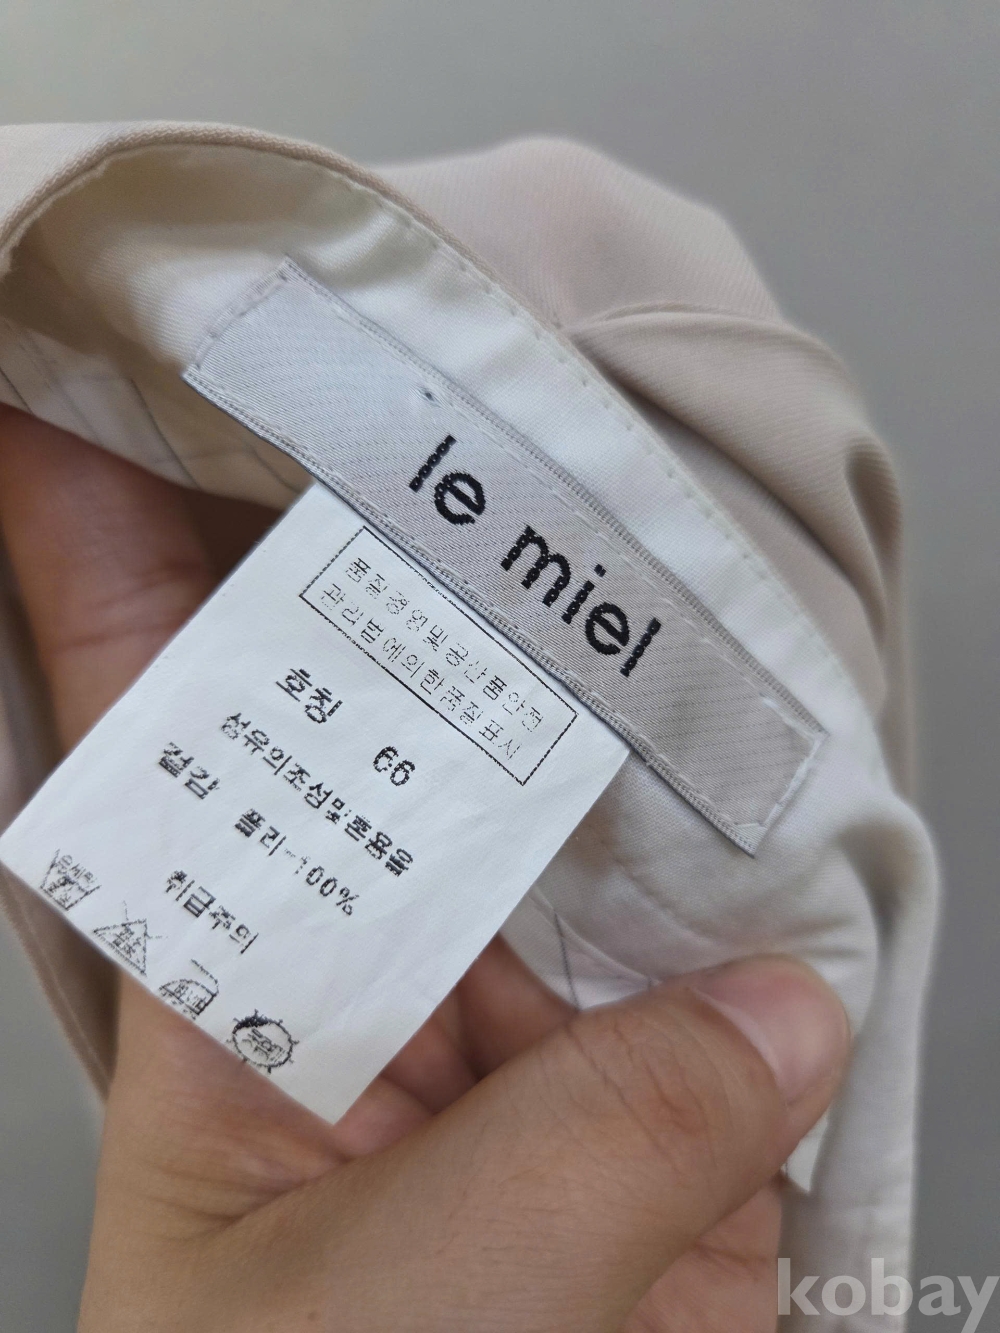 le miel
품질경영및공산품안전
관리법에의한품질표시
호칭 66
섬유의조성및혼용율
겉감 폴리-100%
취급주의
kobay